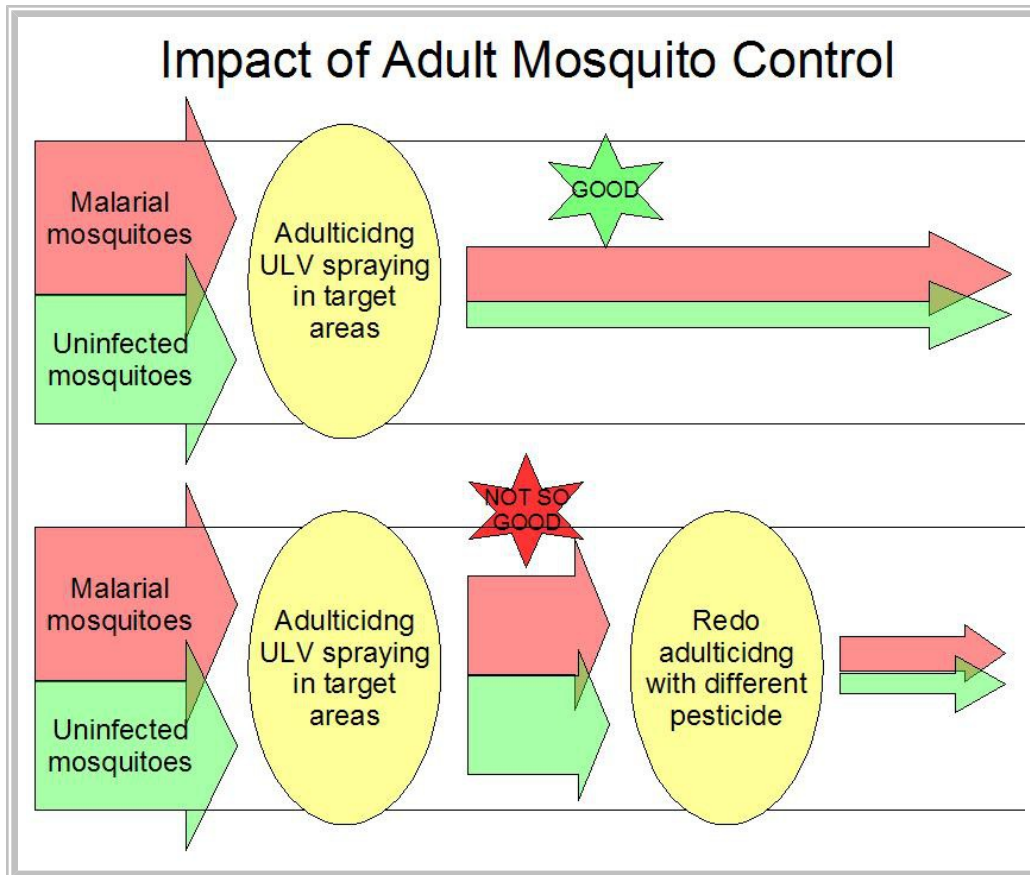 Impact of Adult Mosquito Control
Malarial
mosquitoes
Uninfected
mosquitoes
Adulticidng
ULV spraying
in target
areas
GOOD
Malarial
mosquitoes
Uninfected
mosquitoes
Adulticidng
ULV spraying
in target
areas
NOT SO
GOOD
Redo
adulticidng
with different
pesticide